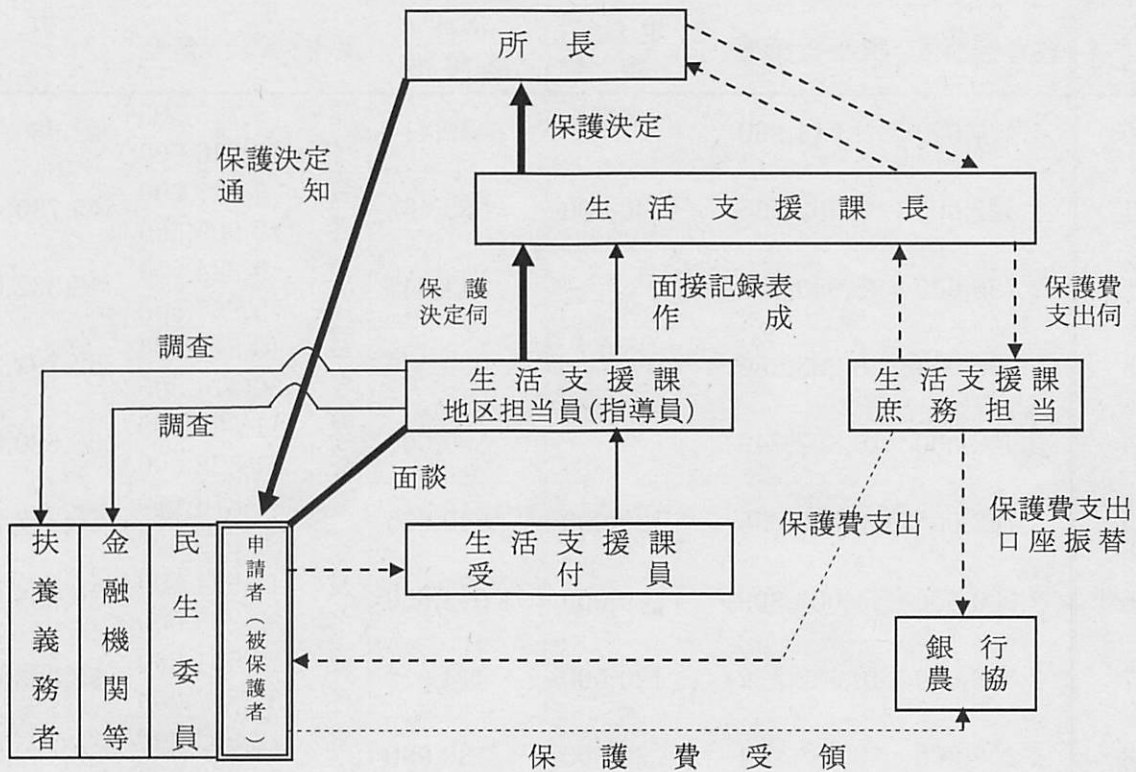 所長
保護決定
保護決定
通知
生活支援課長
保護
決定伺
面接記録表
作成
保護費
支出伺
調査
生活支援課
地区担当員(指導員)
生活支援課
庶務担当
調査
面談
保護費支出
保護費支出
口座振替
扶養義務者
金融機関等
民生委員
申請者(被保護者)
生活支援課
受付員
銀行
農協
保護費受領